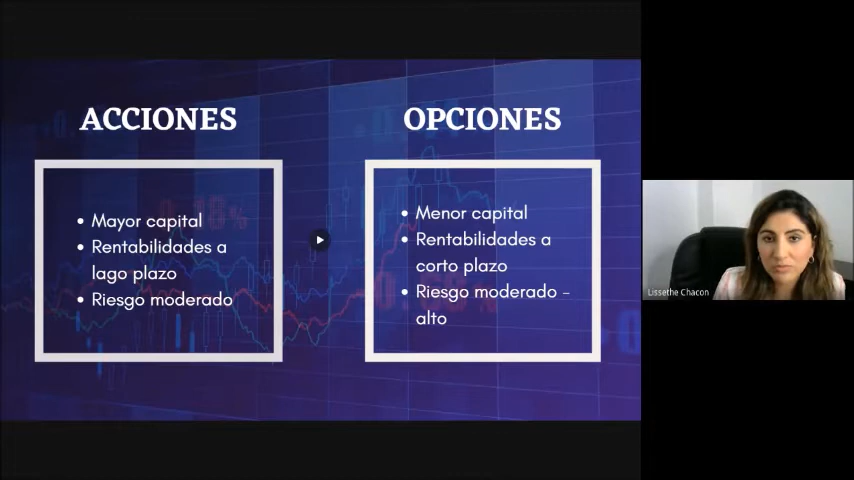 ACCIONES
Mayor capital
Rentabilidades a
lago plazo
Riesgo moderado
OPCIONES
Menor capital
Rentabilidades a
corto plazo
Riesgo moderado -
alto
Lissethe Chacon